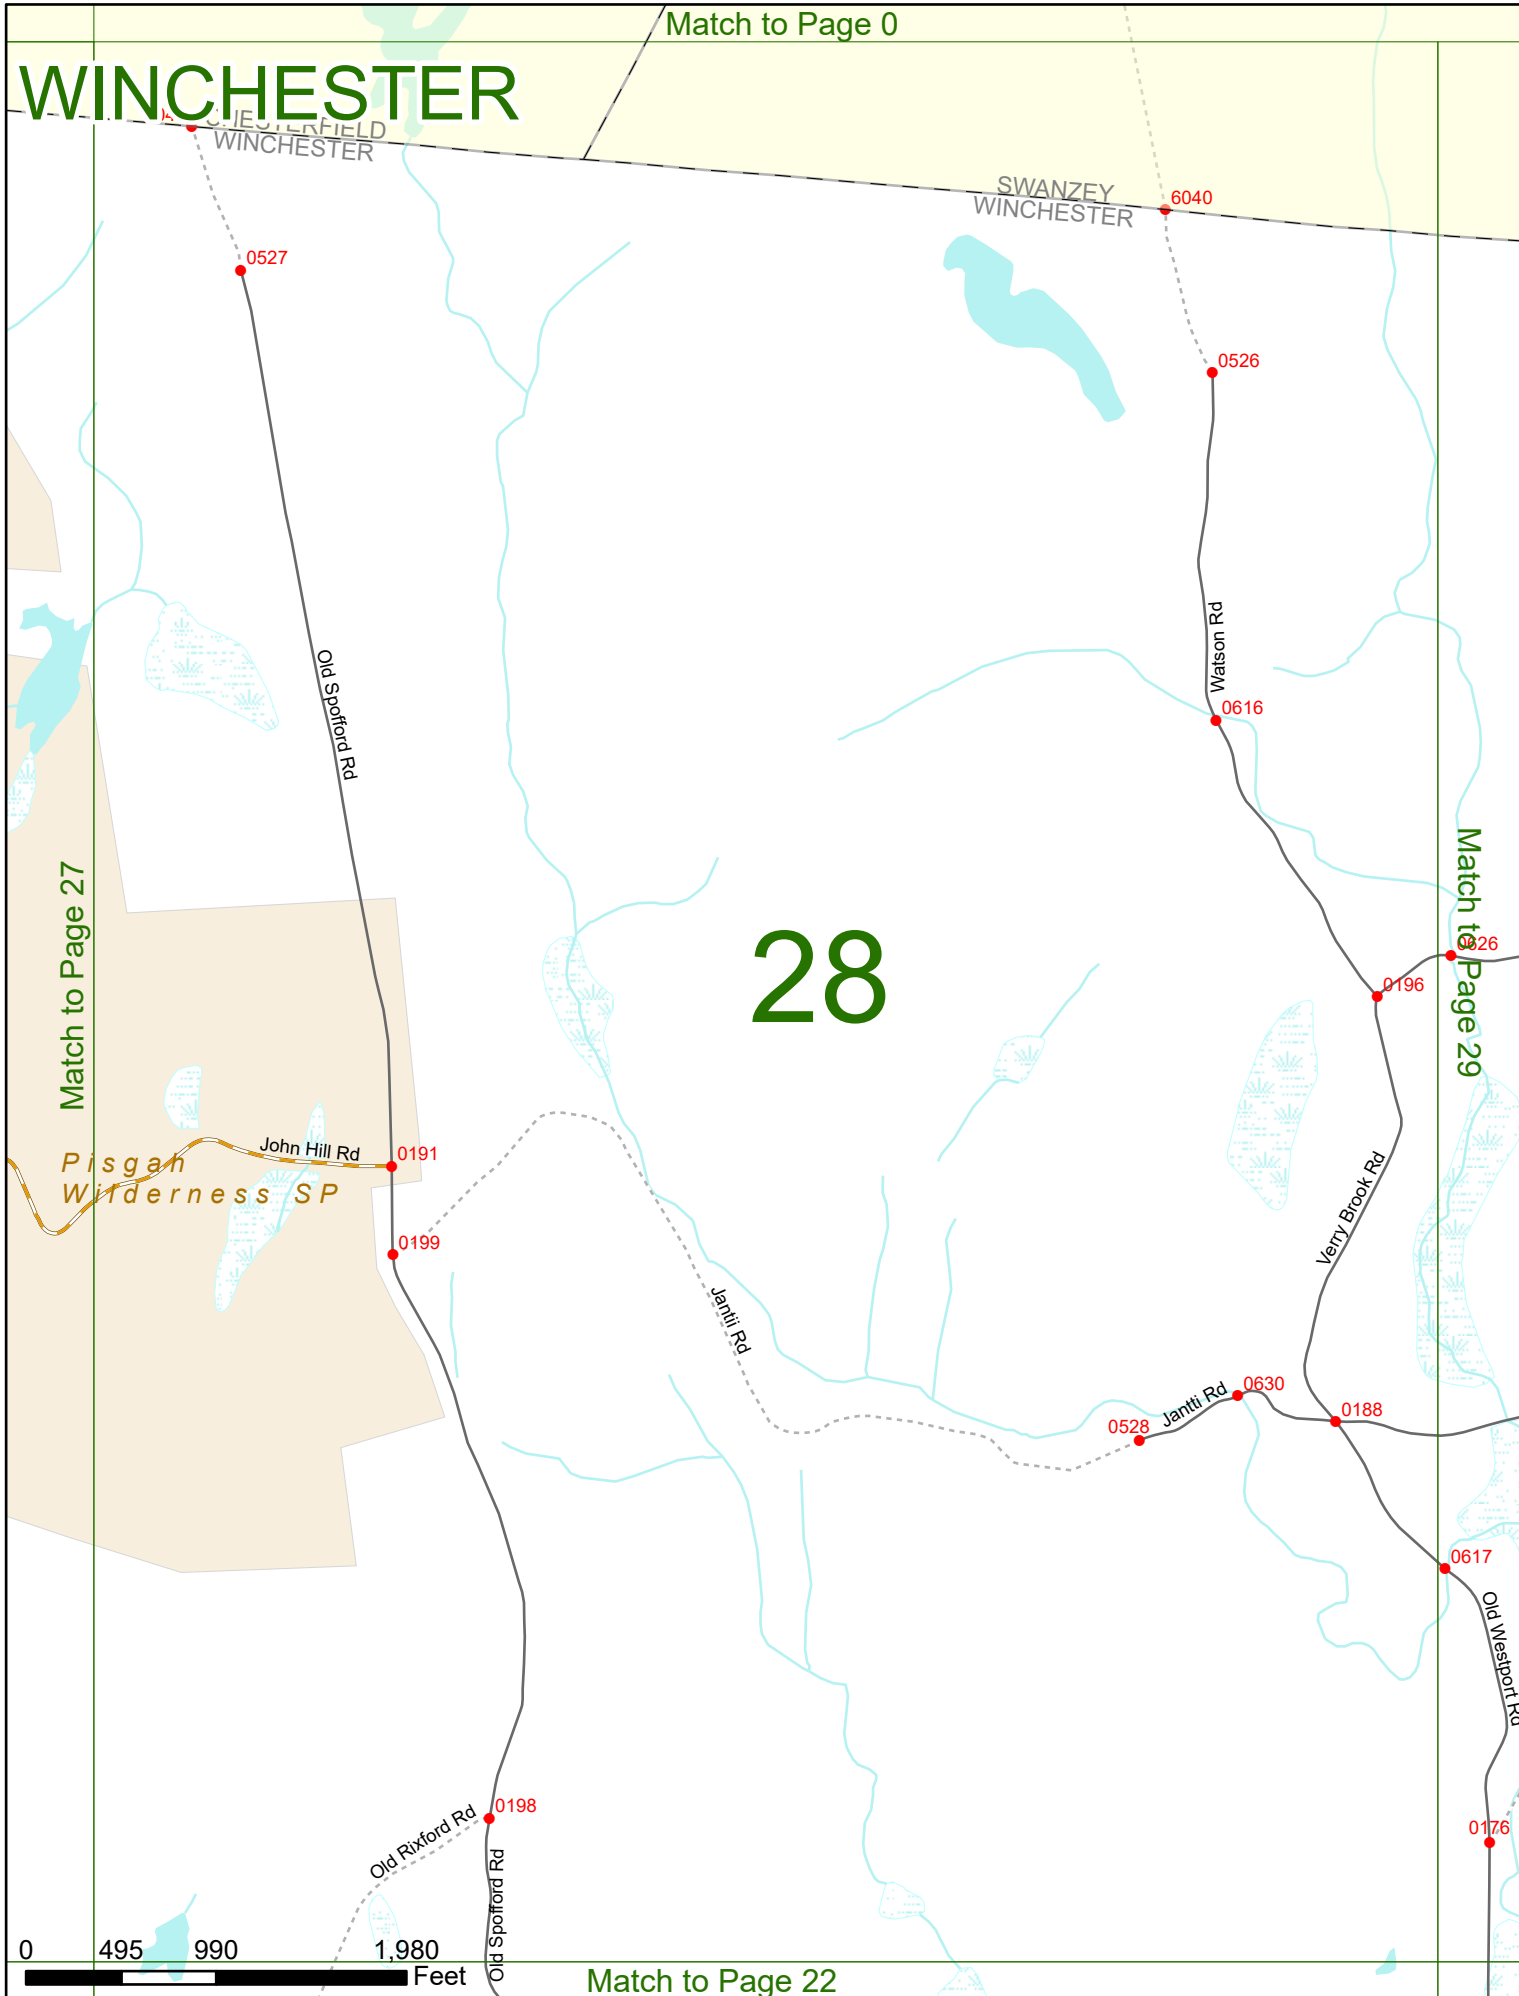 Match to Page 0
WINCHESTER
CHESTERFIELD
WINCHESTER
SWANZEY
WINCHESTER
6040
0527
0526
Watson Rd
Old Spofford Rd
0616
Match to Page 27
Match to Page 29
28
0626
0196
John Hill Rd
0191
Pisgah
Wilderness SP
Verry Brook Rd
0199
Jantii Rd
0630
Jantti Rd
0188
0528
0617
Old Westport Rd
0198
Old Rixford Rd
0176
Old Spofford Rd
0 495 990 1,980
Feet
Match to Page 22